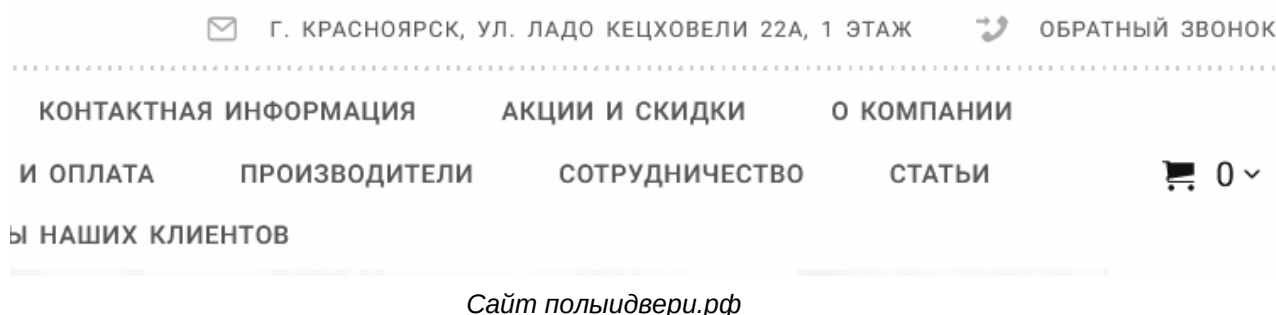 Г. КРАСНОЯРСК, УЛ. ЛАДО КЕЦХОВЕЛИ 22А, 1 ЭТАЖ ОБРАТНЫЙ ЗВОНОК
КОНТАКТНАЯ ИНФОРМАЦИЯ АКЦИИ И СКИДКИ О КОМПАНИИ
И ОПЛАТА ПРОИЗВОДИТЕЛИ СОТРУДНИЧЕСТВО СТАТЬИ 0
Ы НАШИХ КЛИЕНТОВ
Сайт полыидвери.рф